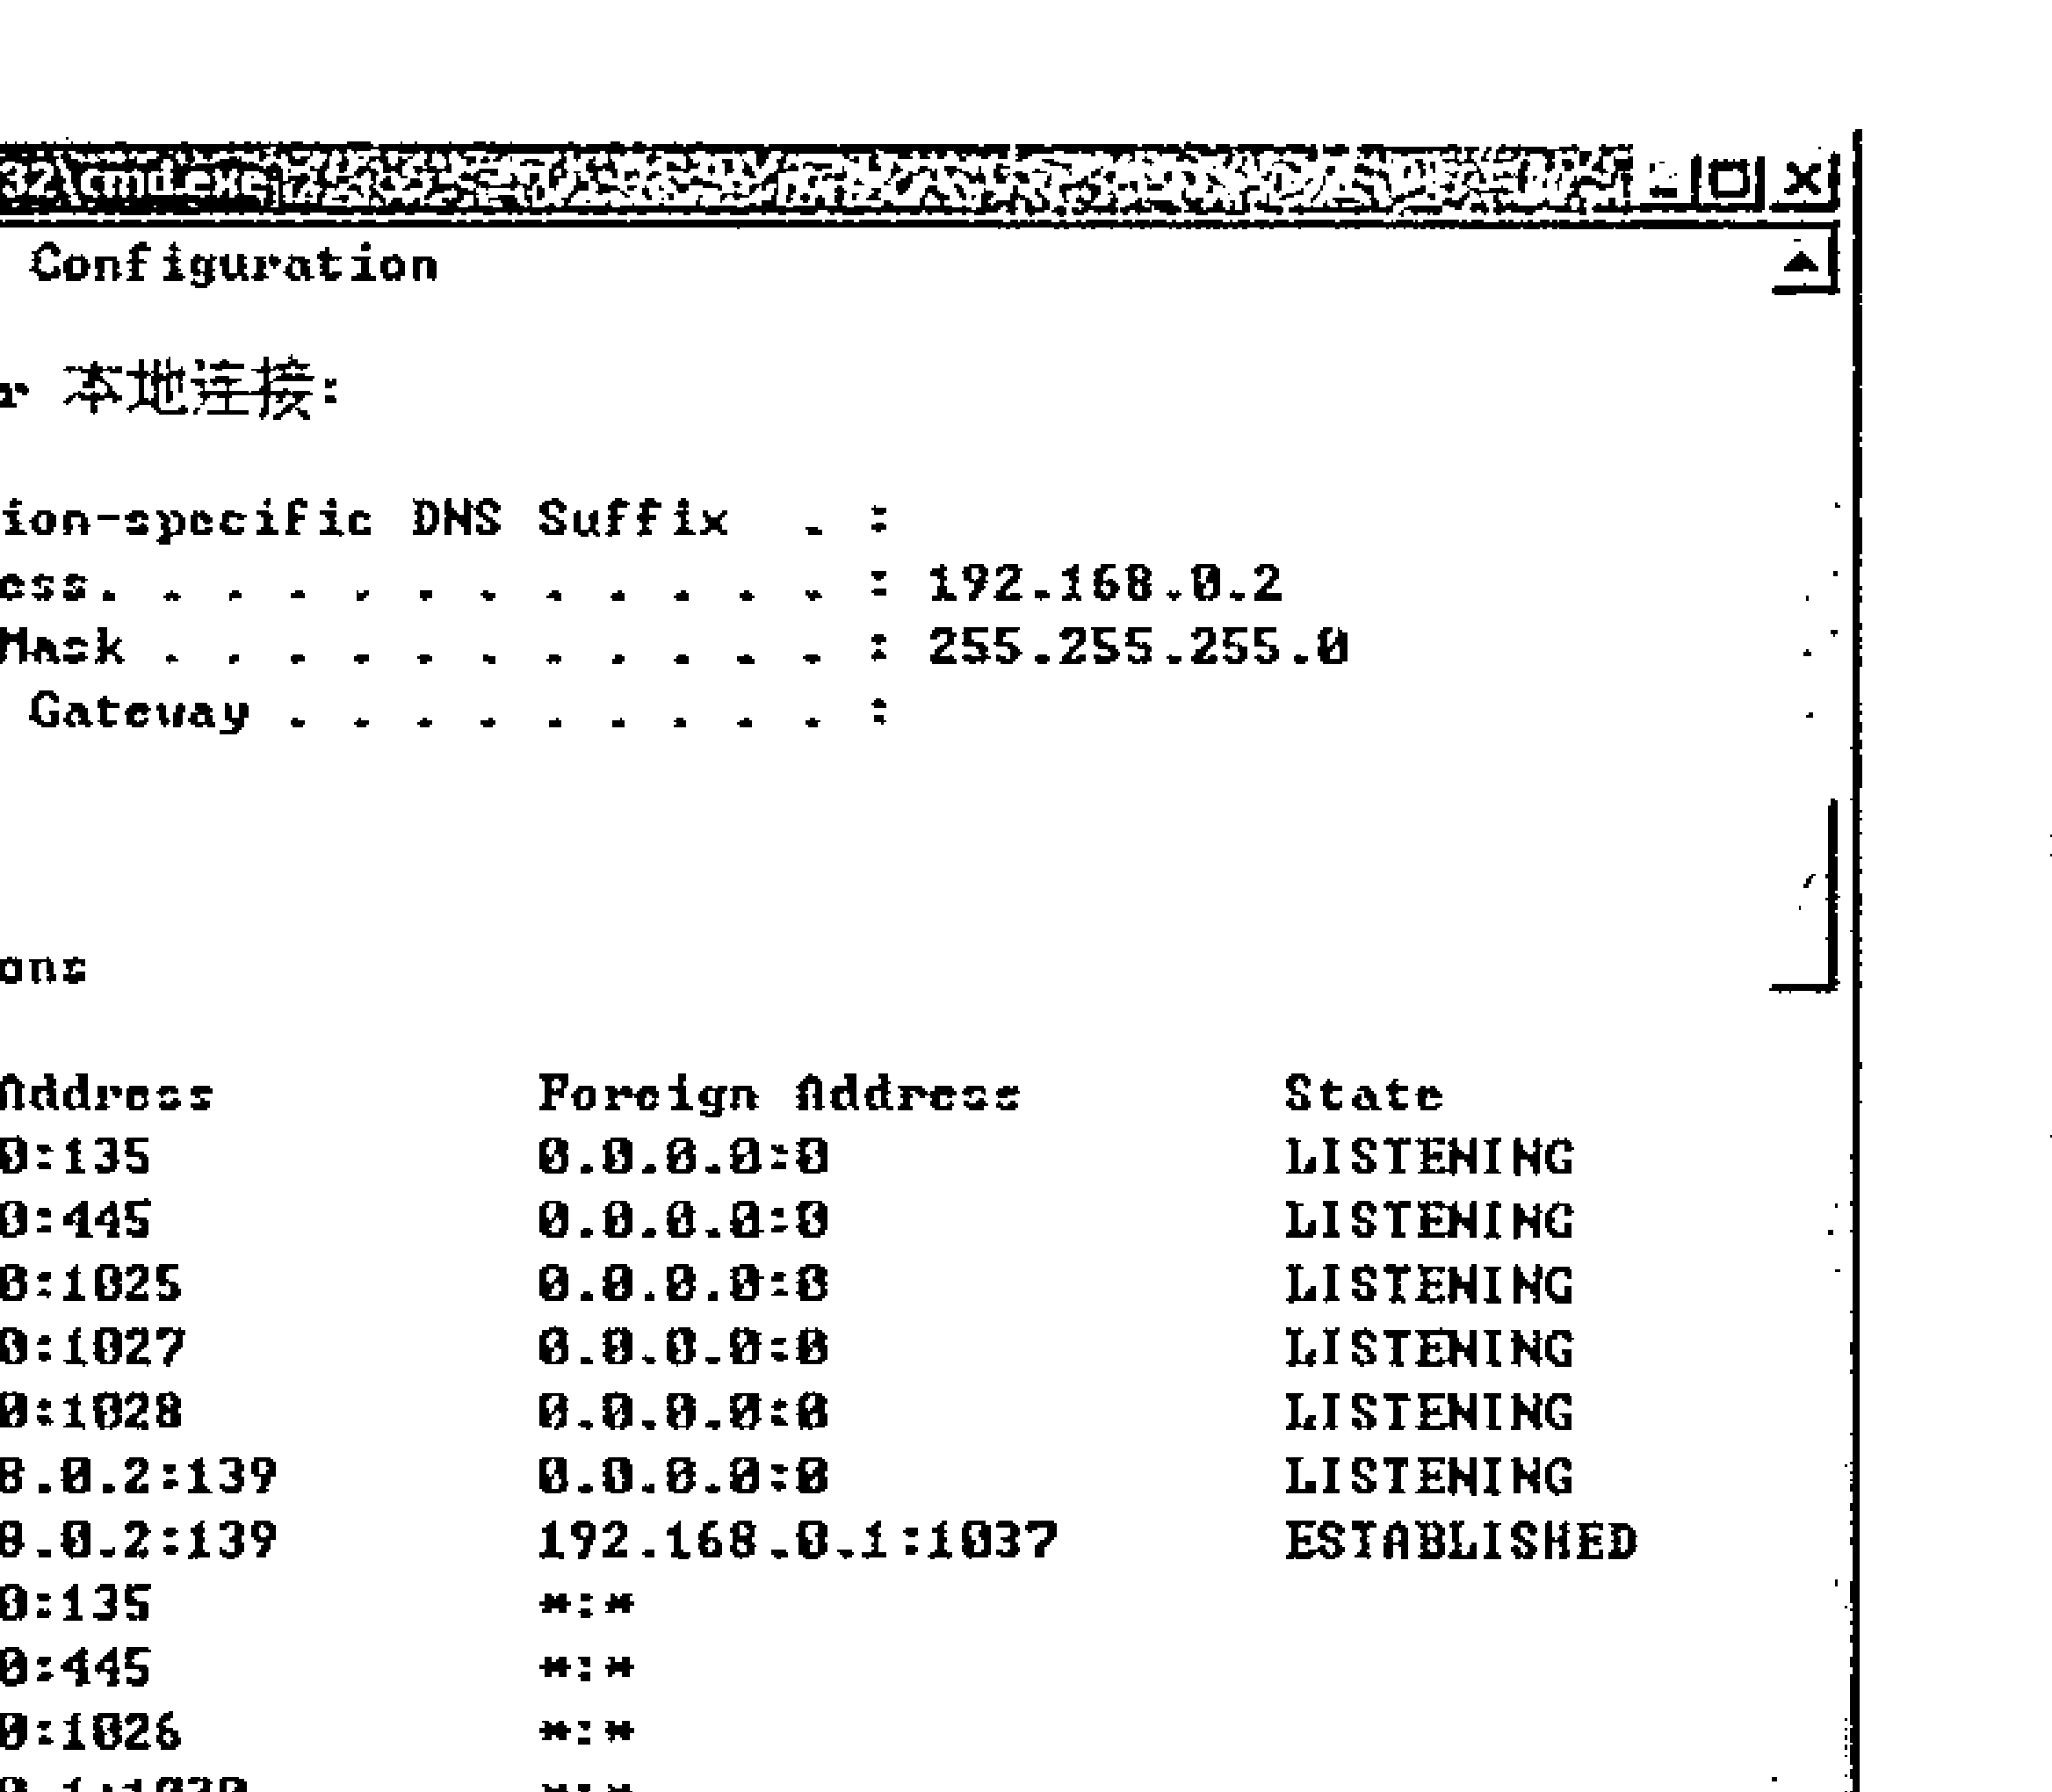 32\cmd.exe
Configuration
r 本地连接:
ion-specific DNS Suffix  . :
ess. . . . . . . . . . . . : 192.168.0.2
Mask . . . . . . . . . . . : 255.255.255.0
Gateway . . . . . . . . . :
ons
Address Foreign Address State
0:135 0.0.0.0:0 LISTENING
0:445 0.0.0.0:0 LISTENING
0:1025 0.0.0.0:0 LISTENING
0:1027 0.0.0.0:0 LISTENING
0:1028 0.0.0.0:0 LISTENING
8.0.2:139 0.0.0.0:0 LISTENING
8.0.2:139 192.168.0.1:1037 ESTABLISHED
0:135 *:*
0:445 *:*
0:1026 *:*